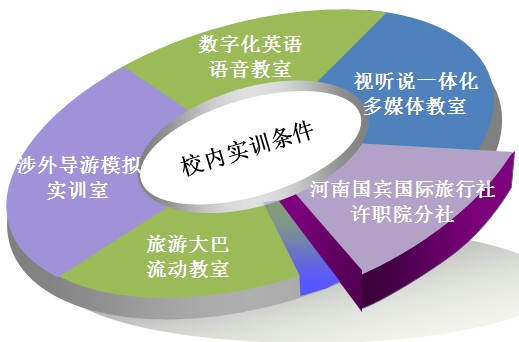 数字化英语
语音教室
视听说一体化
多媒体教室
校内实训条件
涉外导游模拟
实训室
河南国宾国际旅行社
许职院分社
旅游大巴
流动教室